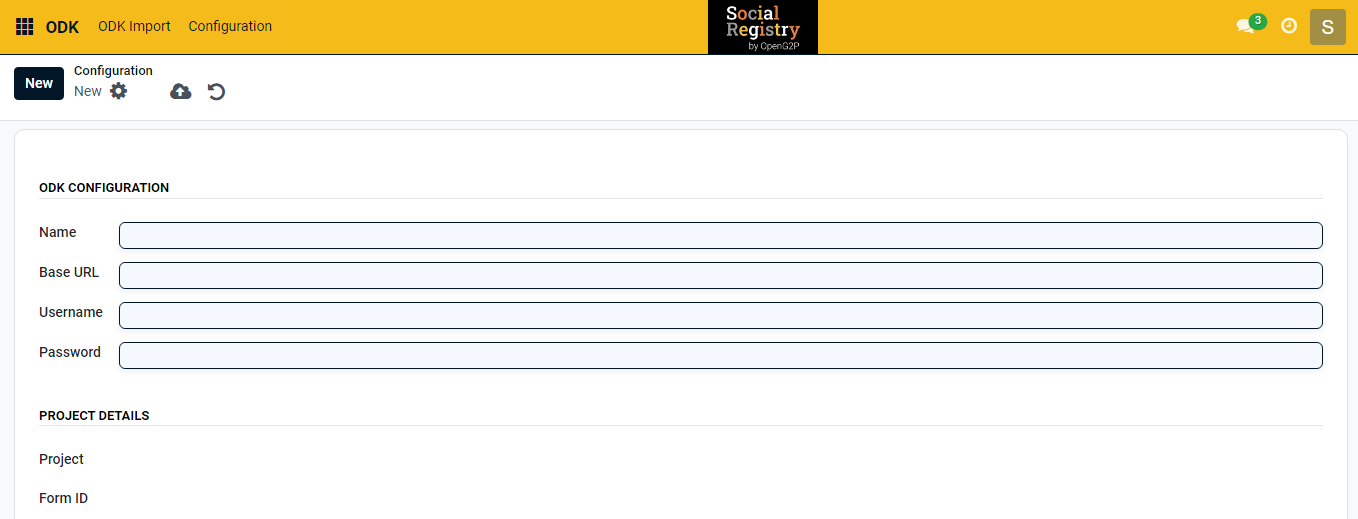 ODK ODK Import Configuration
Social
Registry
by OpenG2P
3
S
New
Configuration
New
ODK CONFIGURATION
Name
Base URL
Username
Password
PROJECT DETAILS
Project
Form ID